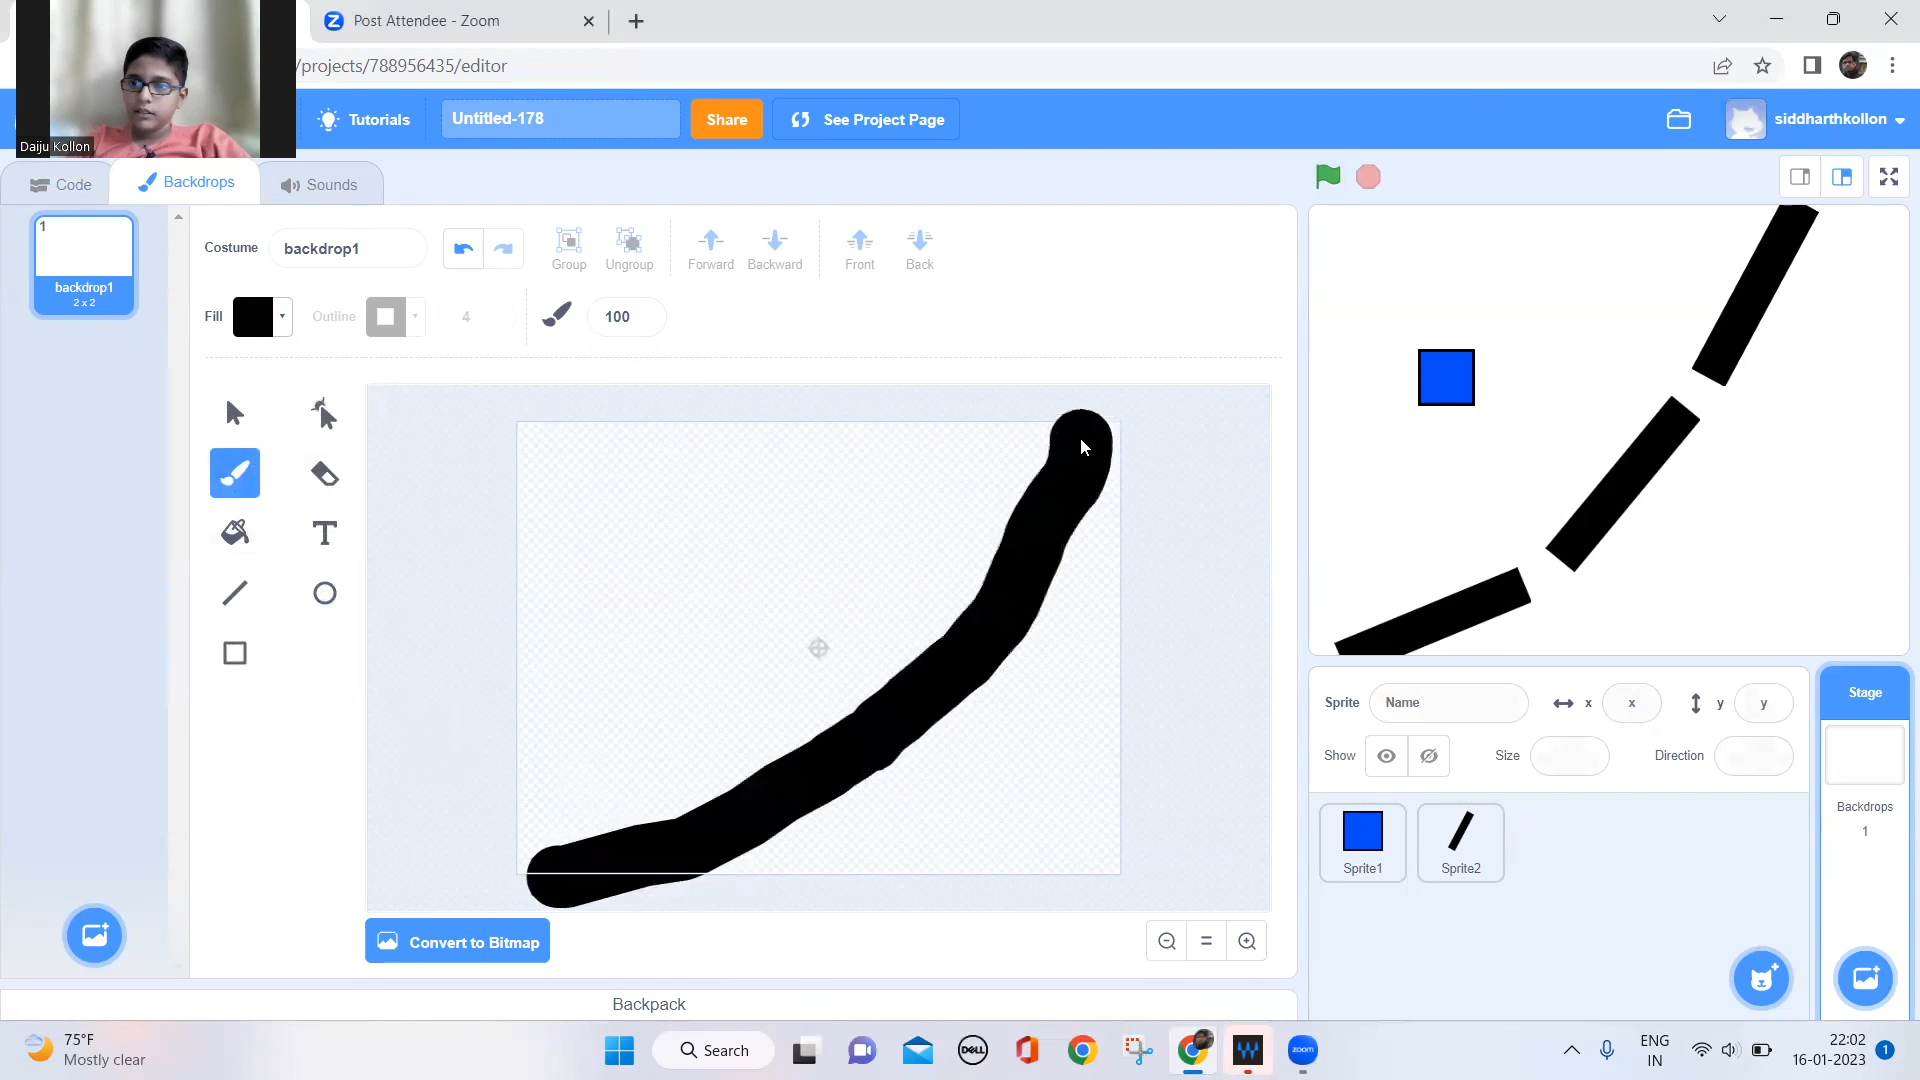 Post Attendee - Zoom
/projects/788956435/editor
Daiju Kollon
Tutorials
Untitled-178
Share
See Project Page
siddharthkollon
Code
Backdrops
Sounds
1
backdrop1
2 x 2
Costume
backdrop1
Group
Ungroup
Forward
Backward
Front
Back
Fill
Outline
4
100
Convert to Bitmap
Backpack
Sprite
Name
x
x
y
y
Show
Size
Direction
Sprite1
Sprite2
Stage
Backdrops
1
75°F
Mostly clear
Search
DELL
zoom
ENG
IN
22:02
16-01-2023
1